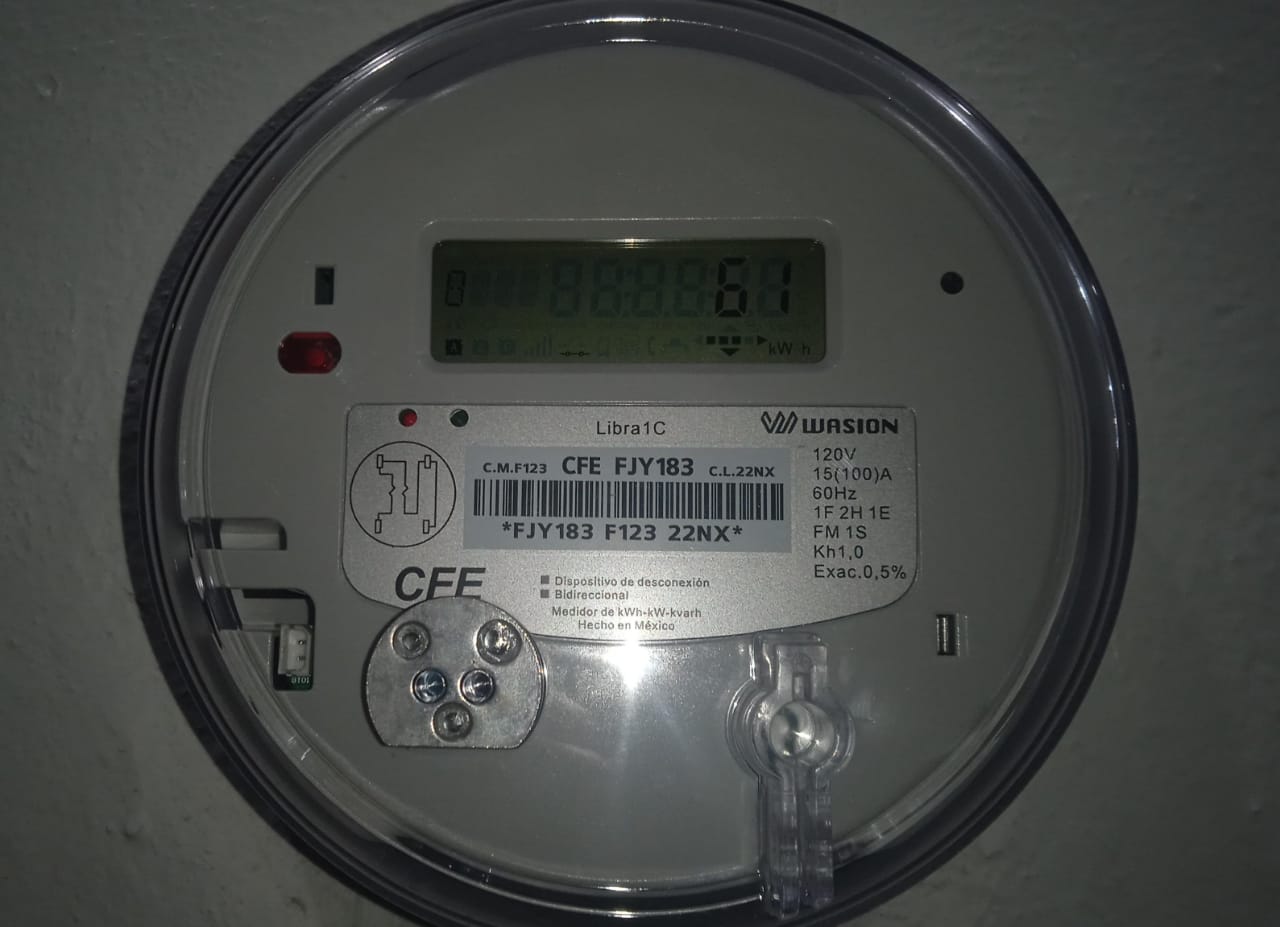 61
kW h
Libra1C
WASION
C.M.F123 CFE FJY183 C.L.22NX
*FJY183 F123 22NX*
120V
15(100)A
60Hz
1F 2H 1E
FM 1S
Kh1,0
Exac.0,5%
CFE
Dispositivo de desconexión
Bidireccional
Medidor de kWh-kW-kvarh
Hecho en México